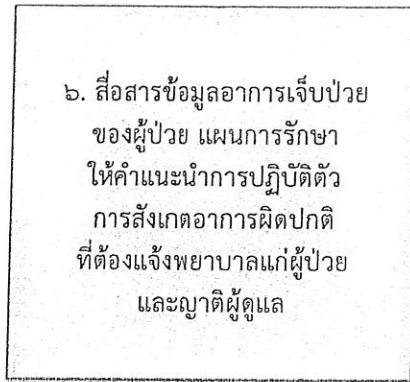 ๖. สื่อสารข้อมูลอาการเจ็บป่วย
ของผู้ป่วย แผนการรักษา
ให้คำแนะนำการปฏิบัติตัว
การสังเกตอาการผิดปกติ
ที่ต้องแจ้งพยาบาลแก่ผู้ป่วย
และญาติผู้ดูแล